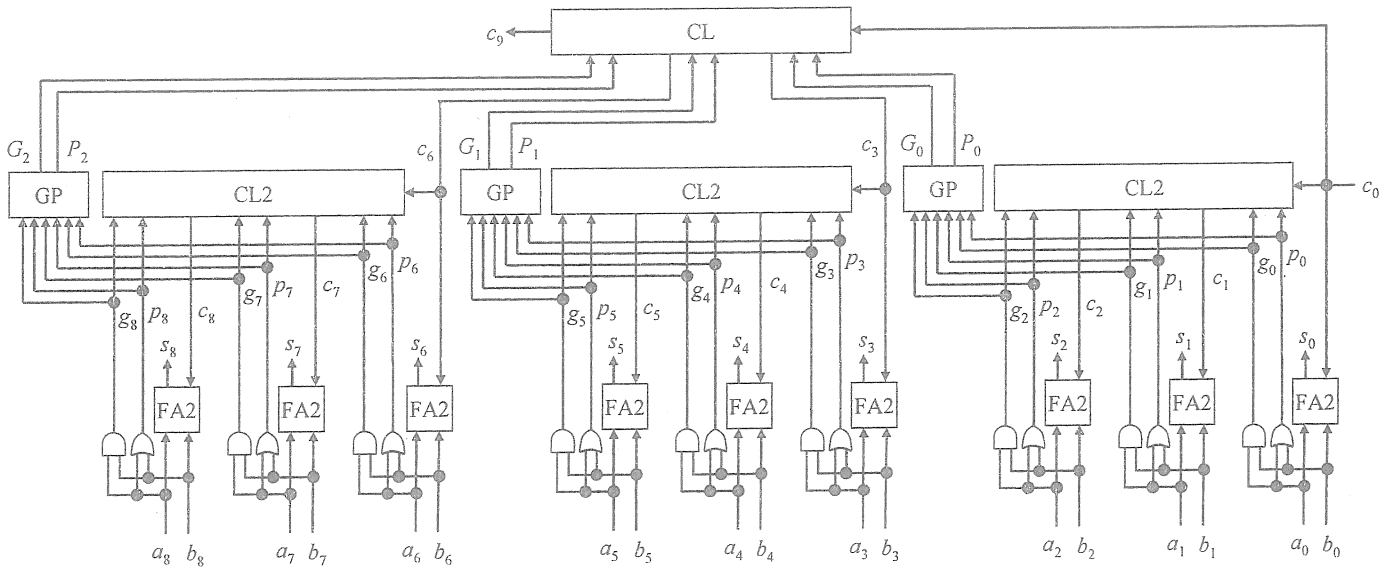 c9 CL
G2 P2 c6 G1 P1 c3 G0 P0
GP CL2 GP CL2 GP CL2 c0
g8 p8 c8 g7 p7 c7 g6 p6 g5 p5 c5 g4 p4 c4 g3 p3 g2 p2 c2 g1 p1 c1 g0 p0
s8 s7 s6 s5 s4 s3 s2 s1 s0
FA2 FA2 FA2 FA2 FA2 FA2 FA2 FA2 FA2
a8 b8 a7 b7 a6 b6 a5 b5 a4 b4 a3 b3 a2 b2 a1 b1 a0 b0